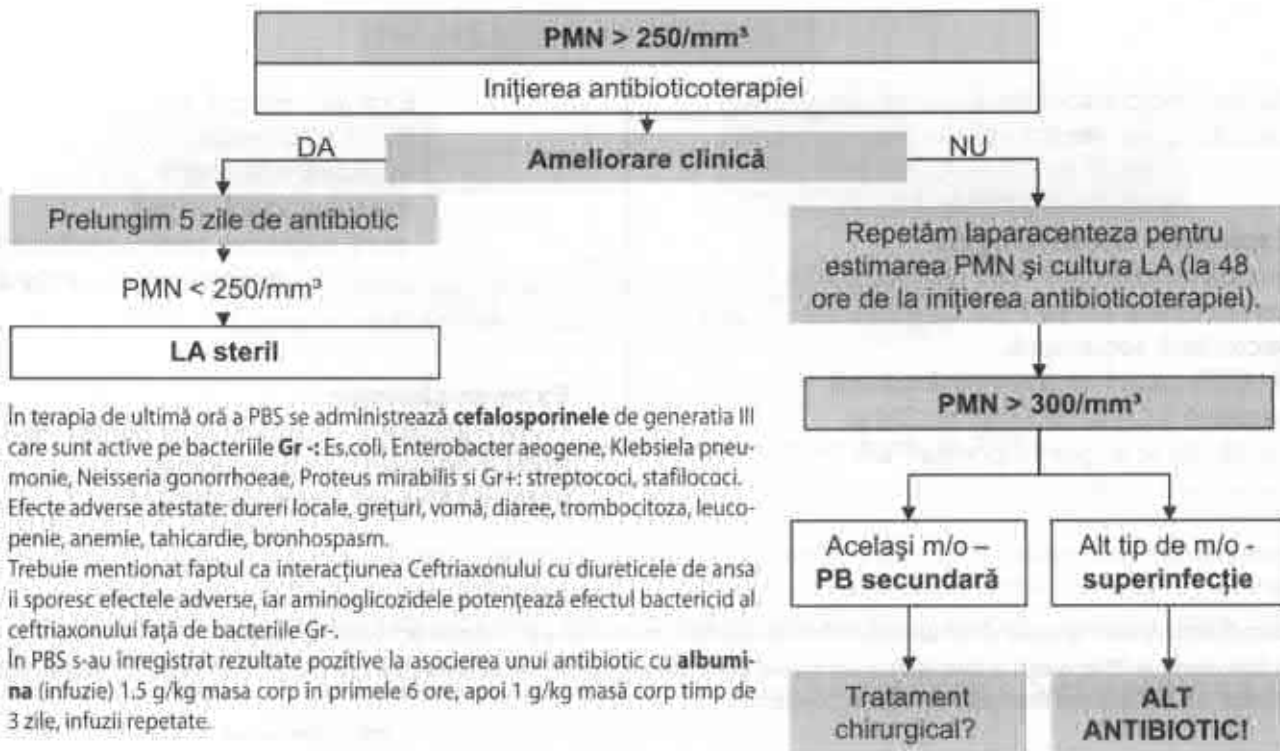 PMN > 250/mm³
Inițierea antibioticoterapiei
DA
Ameliorare clinică
NU
Prelungim 5 zile de antibiotic
PMN < 250/mm³
LA steril
Repetăm laparacenteza pentru
estimarea PMN și cultura LA (la 48
ore de la inițierea antibioticoterapiei).
PMN > 300/mm³
Același m/o –
PB secundară
Alt tip de m/o -
superinfecție
Tratament
chirurgical?
ALT
ANTIBIOTIC!
În terapia de ultimă oră a PBS se administrează cefalosporinele de generatia III
care sunt active pe bacteriile Gr -: Es.coli, Enterobacter aerogene, Klebsiela pneu-
monie, Neisseria gonorrhoeae, Proteus mirabilis si Gr+: streptococi, stafilococi.
Efecte adverse atestate: dureri locale, grețuri, vomă, diaree, trombocitoza, leuco-
penie, anemie, tahicardie, bronhospasm.
Trebuie mentionat faptul ca interacțiunea Ceftriaxonului cu diureticele de ansa
ii sporesc efectele adverse, iar aminoglicozidele potențează efectul bactericid al
ceftriaxonului față de bacteriile Gr-.
În PBS s-au înregistrat rezultate pozitive la asocierea unui antibiotic cu albumi-
na (infuzie) 1.5 g/kg masa corp in primele 6 ore, apoi 1 g/kg masă corp timp de
3 zile, infuzii repetate.